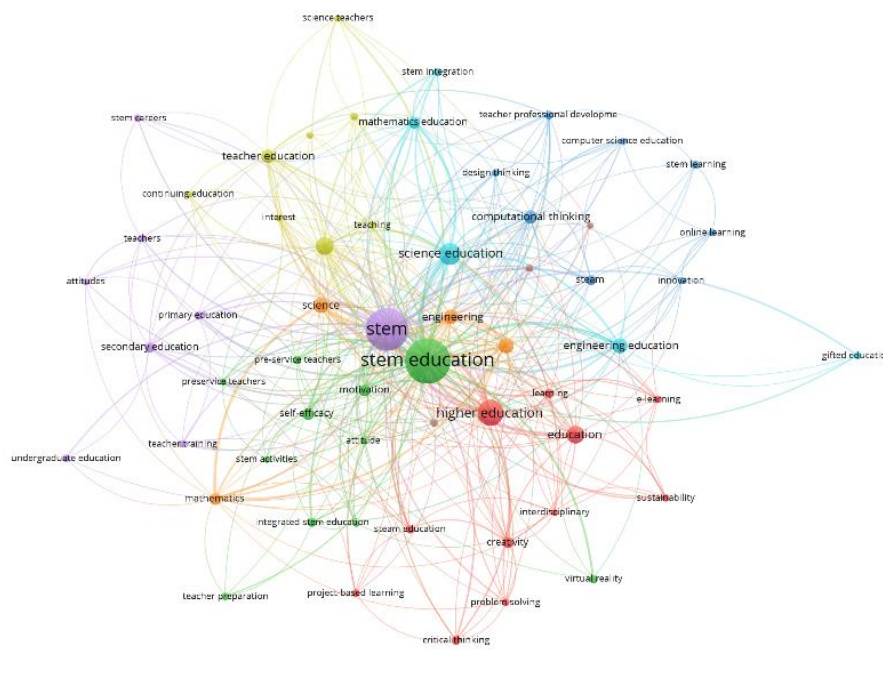 science teachers
stem integration
stem careers
mathematics education
teacher professional developme
computer science education
teacher education
design thinking
stem learning
continuing education
interest
teaching
computational thinking
teachers
science education
online learning
attitudes
steam
innovation
science
primary education
engineering
stem
secondary education
engineering education
gifted educatio
pre-service teachers
stem education
preservice teachers
motivation
learning
e-learning
self-efficacy
higher education
education
teacher training
attitude
undergraduate education
stem activities
mathematics
sustainability
integrated stem education
steam education
interdisciplinary
creativity
virtual reality
teacher preparation
project-based learning
problem solving
critical thinking